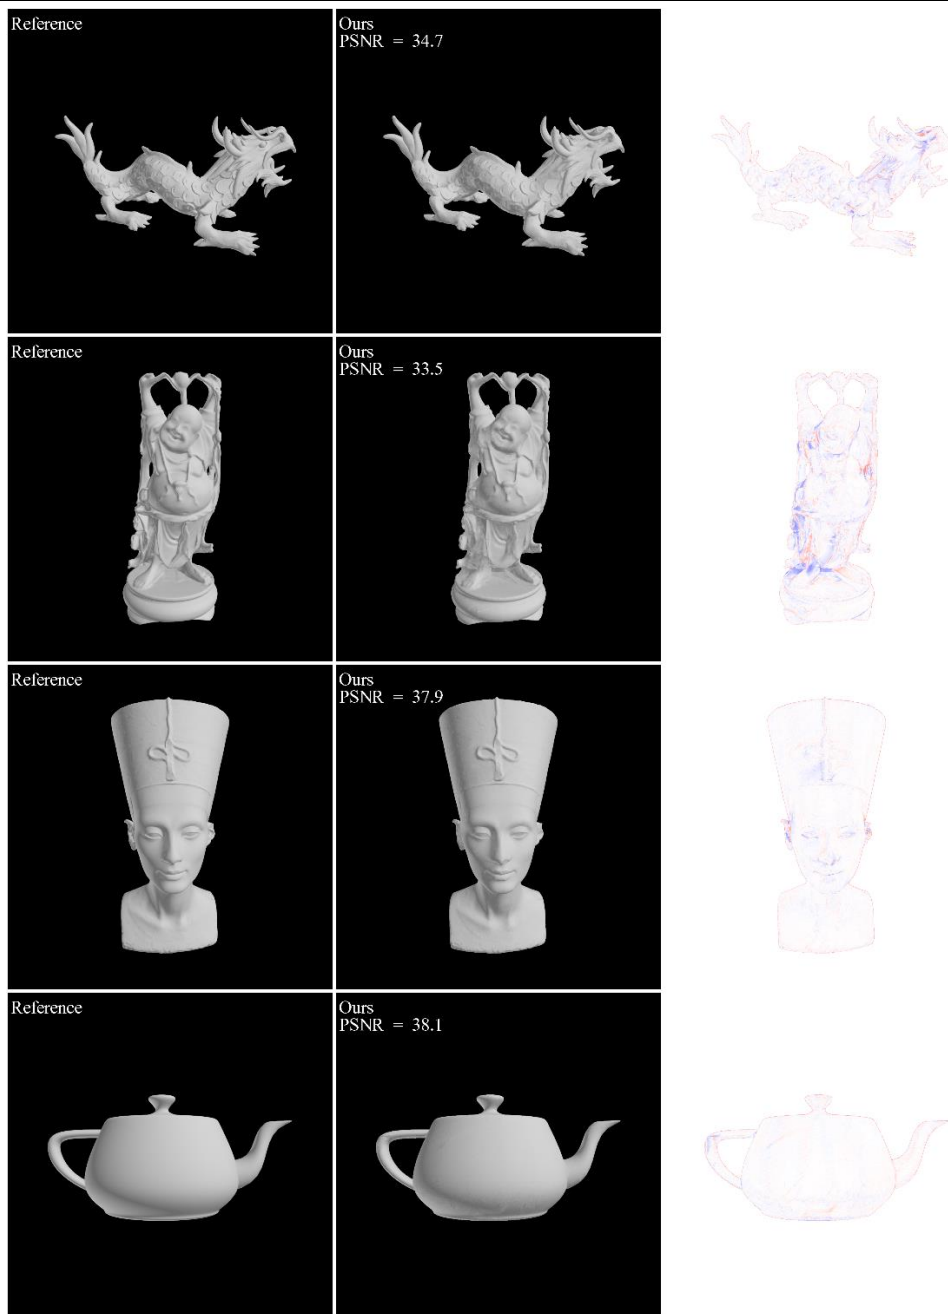 Reference
Ours
PSNR = 34.7
Reference
Ours
PSNR = 33.5
Reference
Ours
PSNR = 37.9
Reference
Ours
PSNR = 38.1